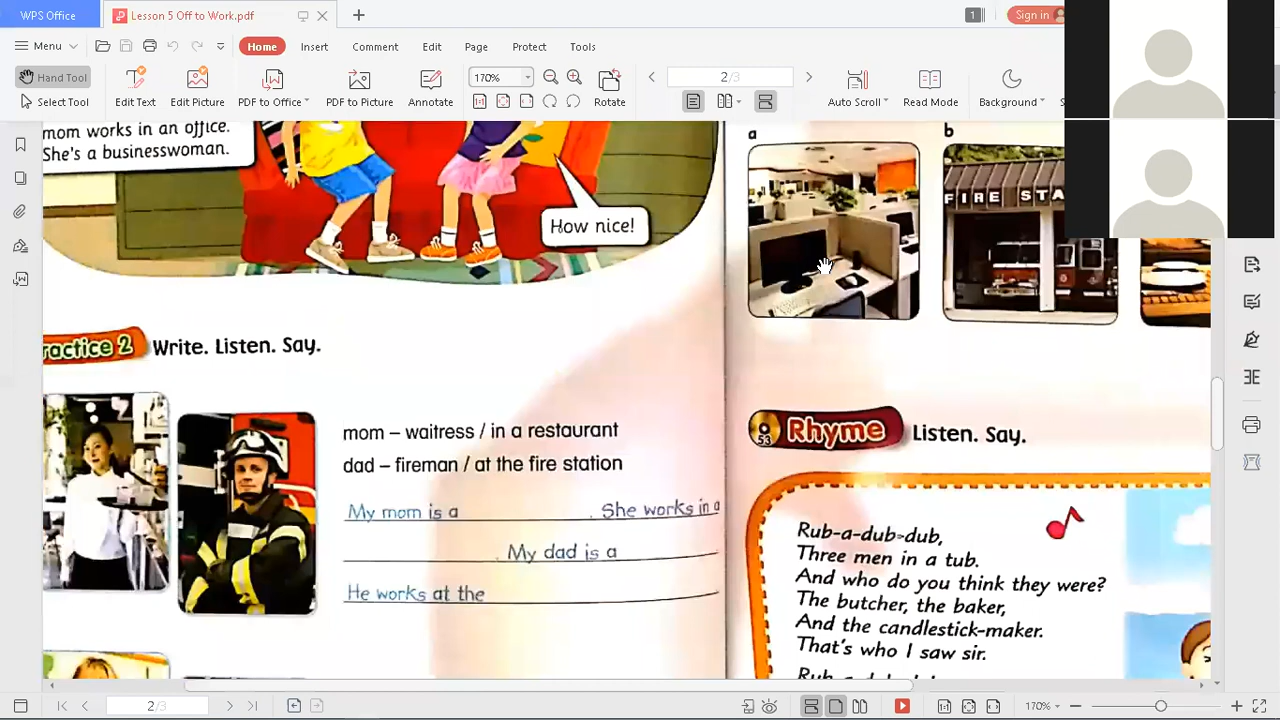 WPS Office
Lesson 5 Off to Work.pdf
1
Sign in
Menu
Home
Insert
Comment
Edit
Page
Protect
Tools
Hand Tool
Select Tool
Edit Text
Edit Picture
PDF to Office
PDF to Picture
Annotate
170%
Rotate
2/3
Auto Scroll
Read Mode
Background
mom works in an office.
She's a businesswoman.
How nice!
a
b
FIRE STA
ractice 2 Write. Listen. Say.
mom – waitress / in a restaurant
dad – fireman / at the fire station
My mom is a . She works in a
. My dad is a
He works at the
53
Rhyme Listen. Say.
Rub-a-dub-dub,
Three men in a tub.
And who do you think they were?
The butcher, the baker,
And the candlestick-maker.
That's who I saw sir.
2/3
170%